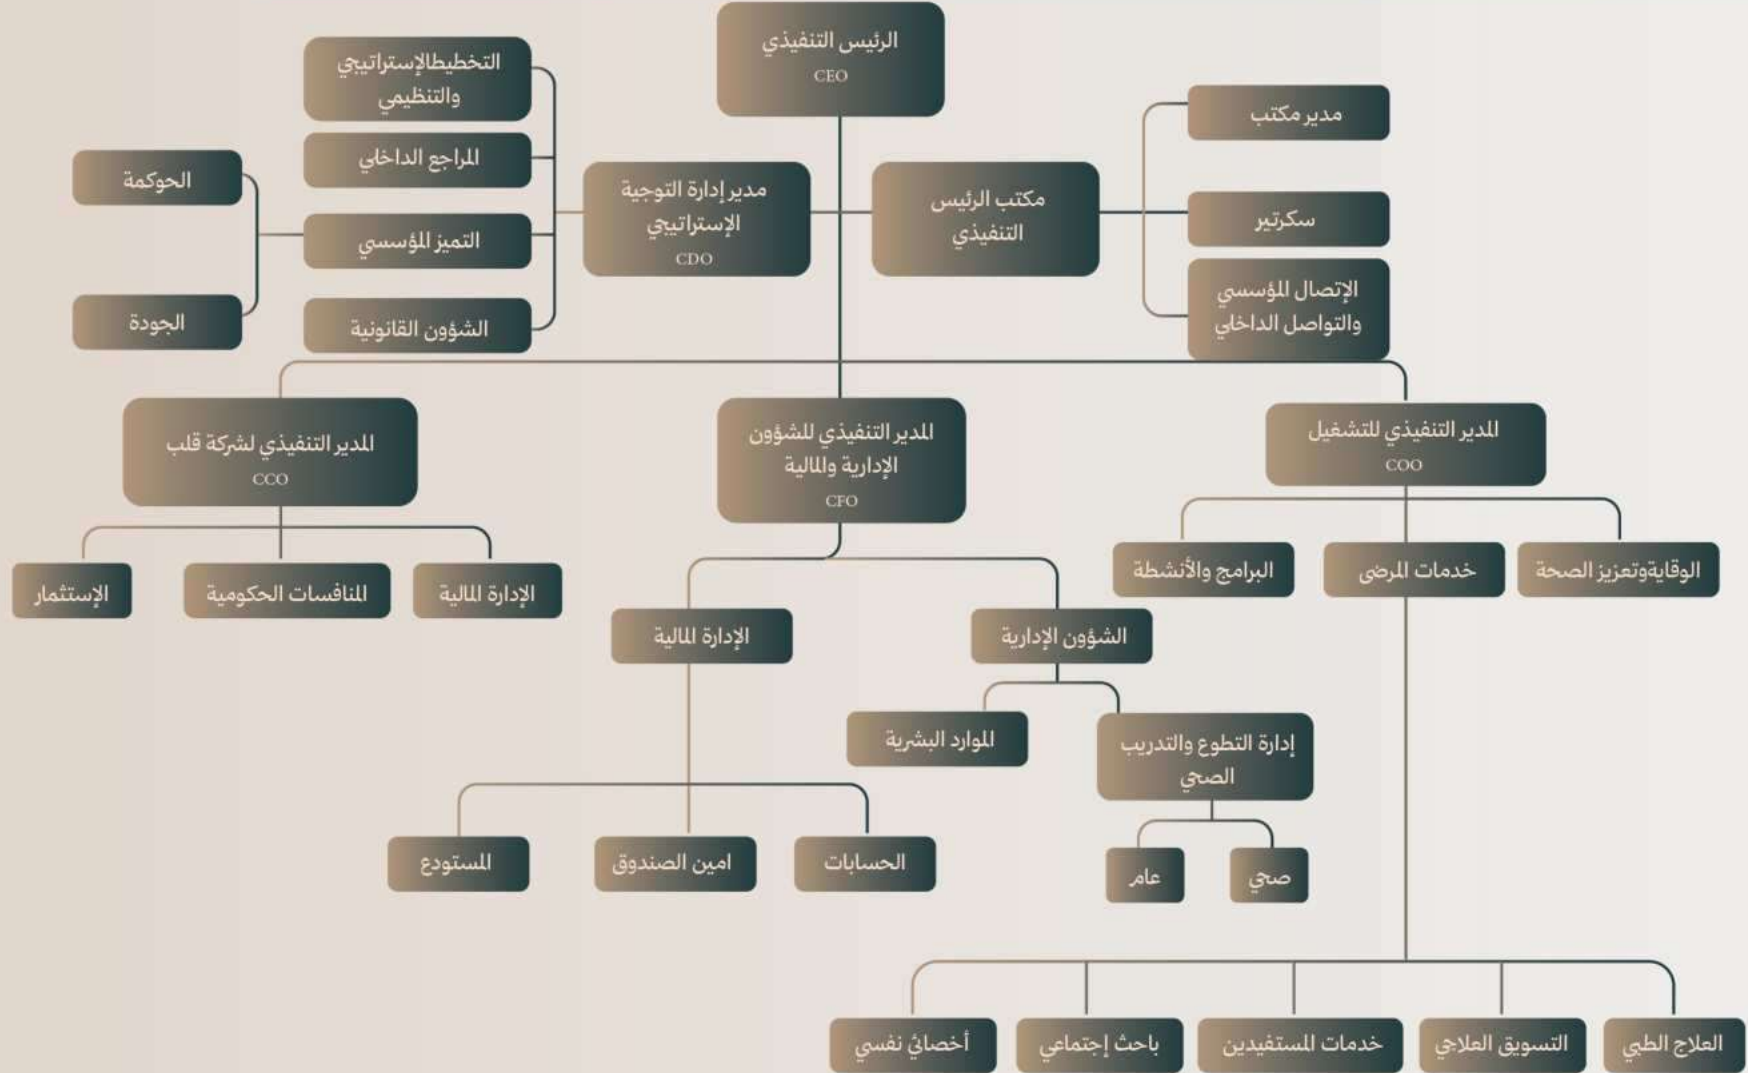 الرئيس التنفيذي
CEO
مدير مكتب
سكرتير
الإتصال المؤسسي
والتواصل الداخلي
مكتب الرئيس
التنفيذي
مدير إدارة التوجية
الإستراتيجي
CDO
التخطيطالإستراتيجي
والتنظيمي
المراجع الداخلي
التميز المؤسسي
الشؤون القانونية
الحوكمة
الجودة
المدير التنفيذي للتشغيل
COO
المدير التنفيذي للشؤون
الإدارية والمالية
CFO
المدير التنفيذي لشركة قلب
CCO
الوقايةوتعزيز الصحة
خدمات المرضى
البرامج والأنشطة
الإدارة المالية
المنافسات الحكومية
الإستثمار
الشؤون الإدارية
الإدارة المالية
إدارة التطوع والتدريب
الصحي
الموارد البشرية
صحي
عام
الحسابات
امين الصندوق
المستودع
العلاج الطبي
التسويق العلاجي
خدمات المستفيدين
باحث إجتماعي
أخصائي نفسي